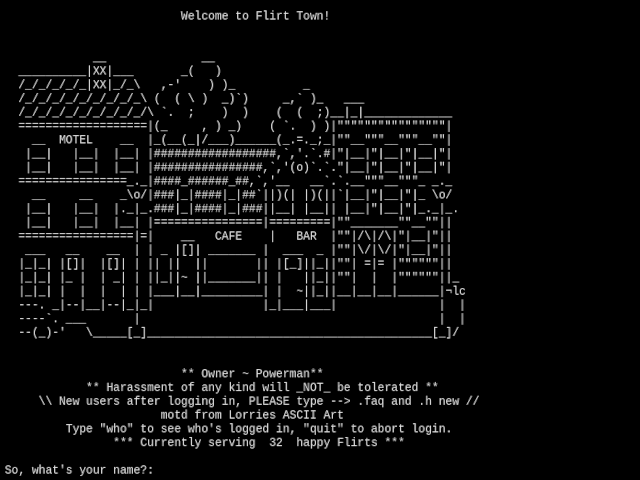 Welcome to Flirt Town!
MOTEL
CAFE
BAR
lc
** Owner ~ Powerman**
** Harassment of any kind will _NOT_ be tolerated **
\\ New users after logging in, PLEASE type --> .faq and .h new //
motd from Lorries ASCII Art
Type "who" to see who's logged in, "quit" to abort login.
*** Currently serving  32  happy Flirts ***
So, what's your name?: